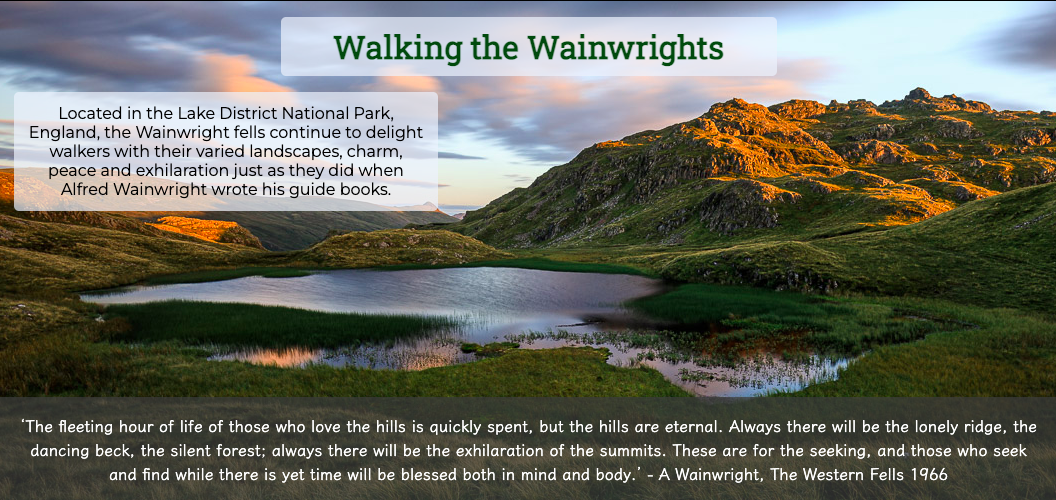 Walking the Wainwrights
Located in the Lake District National Park,
England, the Wainwright fells continue to delight
walkers with their varied landscapes, charm,
peace and exhilaration just as they did when
Alfred Wainwright wrote his guide books.
‘The fleeting hour of life of those who love the hills is quickly spent, but the hills are eternal. Always there will be the lonely ridge, the
dancing beck, the silent forest; always there will be the exhilaration of the summits. These are for the seeking, and those who seek
and find while there is yet time will be blessed both in mind and body.’ - A Wainwright, The Western Fells 1966